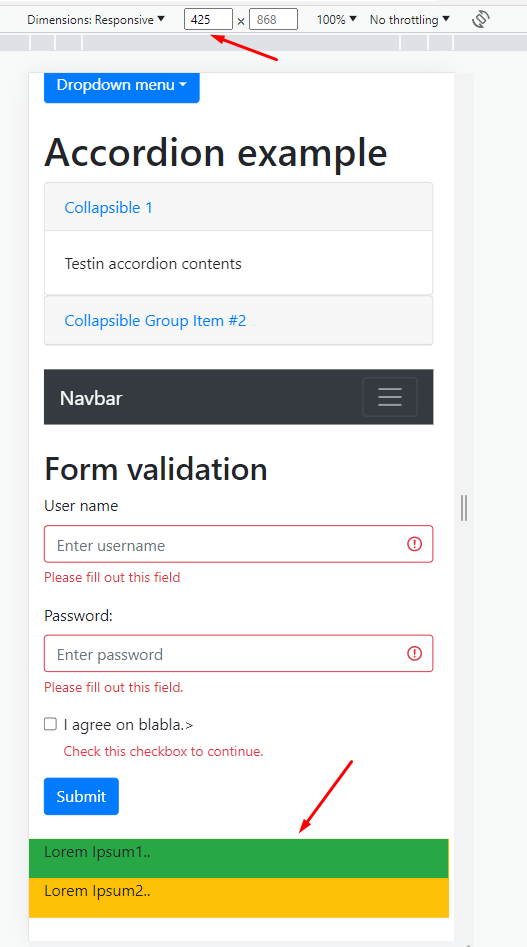 Dimensions: Responsive ▼ 425 × 868 100% ▼ No throttling ▼
Dropdown menu
Accordion example
Collapsible 1
Testin accordion contents
Collapsible Group Item #2
Navbar
Form validation
User name
Enter username
Please fill out this field
Password:
Enter password
Please fill out this field.
I agree on blabla.>
Check this checkbox to continue.
Submit
Lorem Ipsum1..
Lorem Ipsum2..